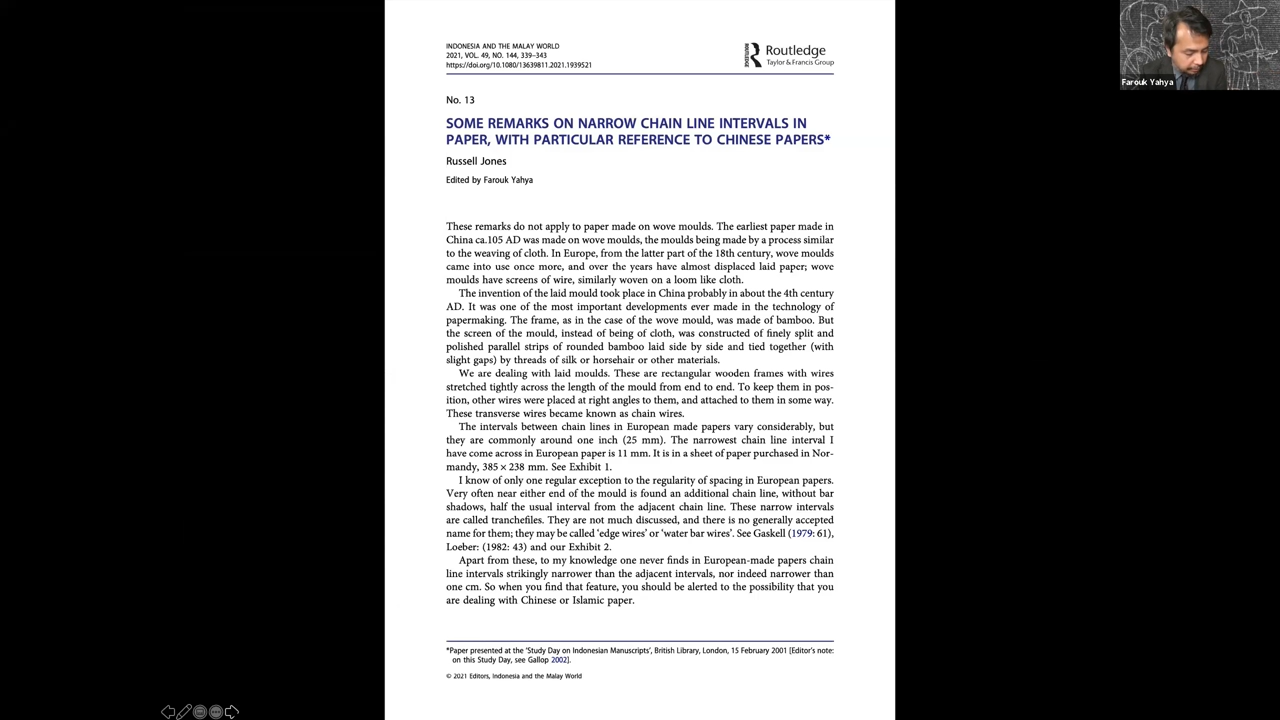 INDONESIA AND THE MALAY WORLD
2021, VOL. 49, NO. 144, 339–343
https://doi.org/10.1080/13639811.2021.1939521
ROUTLEDGE
Routledge
Taylor & Francis Group
Farouk Yahya
No. 13
SOME REMARKS ON NARROW CHAIN LINE INTERVALS IN
PAPER, WITH PARTICULAR REFERENCE TO CHINESE PAPERS*
Russell Jones
Edited by Farouk Yahya
These remarks do not apply to paper made on wove moulds. The earliest paper made in
China ca.105 AD was made on wove moulds, the moulds being made by a process similar
to the weaving of cloth. In Europe, from the latter part of the 18th century, wove moulds
came into use once more, and over the years have almost displaced laid paper; wove
moulds have screens of wire, similarly woven on a loom like cloth.
The invention of the laid mould took place in China probably in about the 4th century
AD. It was one of the most important developments ever made in the technology of
papermaking. The frame, as in the case of the wove mould, was made of bamboo. But
the screen of the mould, instead of being of cloth, was constructed of finely split and
polished parallel strips of rounded bamboo laid side by side and tied together (with
slight gaps) by threads of silk or horsehair or other materials.
We are dealing with laid moulds. These are rectangular wooden frames with wires
stretched tightly across the length of the mould from end to end. To keep them in pos-
ition, other wires were placed at right angles to them, and attached to them in some way.
These transverse wires became known as chain wires.
The intervals between chain lines in European made papers vary considerably, but
they are commonly around one inch (25 mm). The narrowest chain line interval I
have come across in European paper is 11 mm. It is in a sheet of paper purchased in Nor-
mandy, 385 × 238 mm. See Exhibit 1.
I know of only one regular exception to the regularity of spacing in European papers.
Very often near either end of the mould is found an additional chain line, without bar
shadows, half the usual interval from the adjacent chain line. These narrow intervals
are called tranchefiles. They are not much discussed, and there is no generally accepted
name for them; they may be called ‘edge wires’ or ‘water bar wires’. See Gaskell (1979: 61),
Loeber: (1982: 43) and our Exhibit 2.
Apart from these, to my knowledge one never finds in European-made papers chain
line intervals strikingly narrower than the adjacent intervals, nor indeed narrower than
one cm. So when you find that feature, you should be alerted to the possibility that you
are dealing with Chinese or Islamic paper.
*Paper presented at the ‘Study Day on Indonesian Manuscripts’, British Library, London, 15 February 2001 [Editor’s note:
on this Study Day, see Gallop 2002].
© 2021 Editors, Indonesia and the Malay World